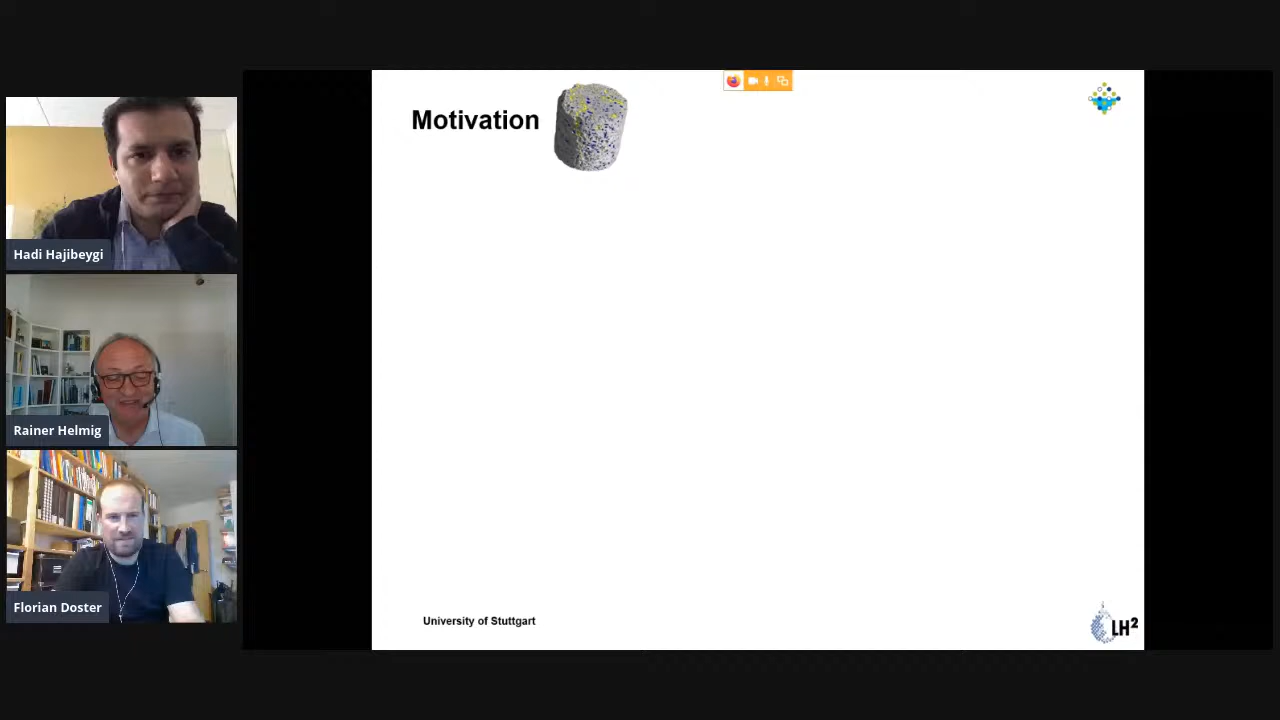 Motivation
Hadi Hajibeygi
Rainer Helmig
Florian Doster
University of Stuttgart
LH²